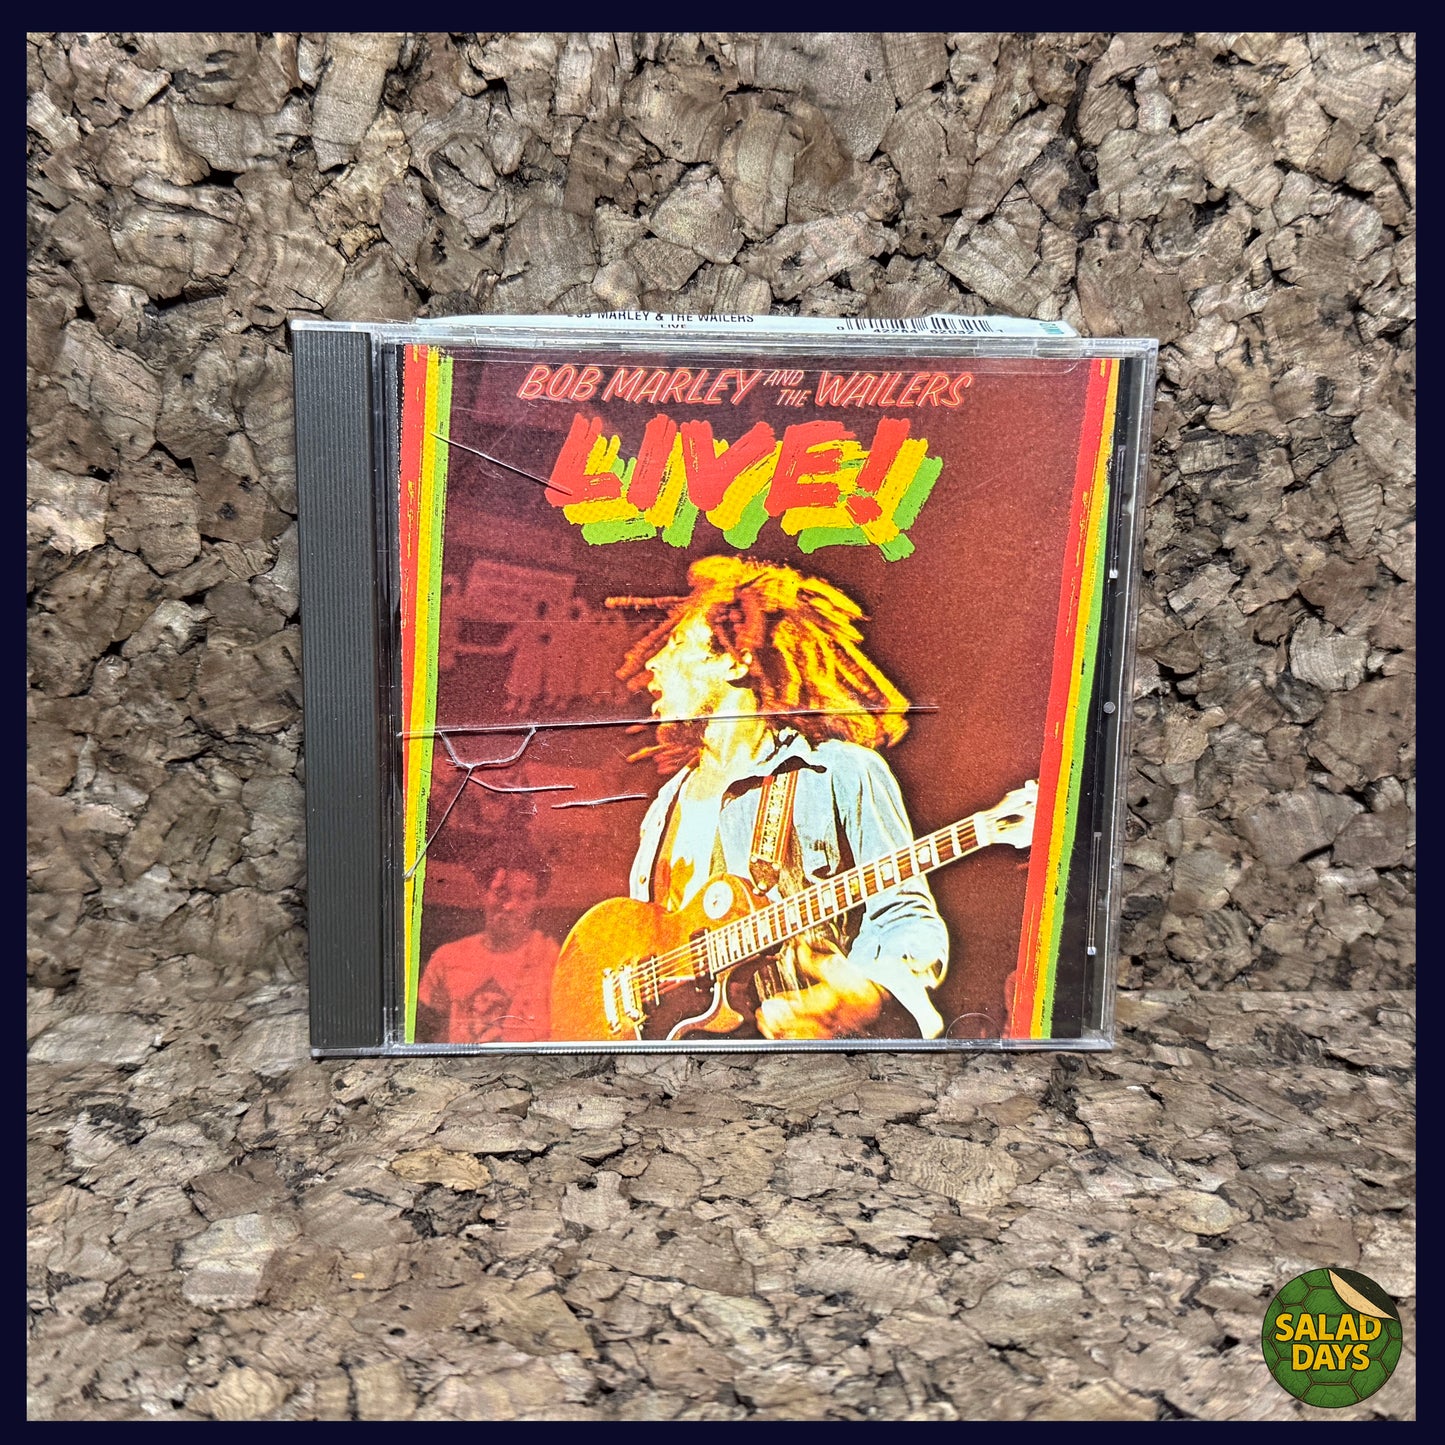 BOB MARLEY & THE WAILERS
LIVE
BOB MARLEY AND THE WAILERS
LIVE!
SALAD
DAYS